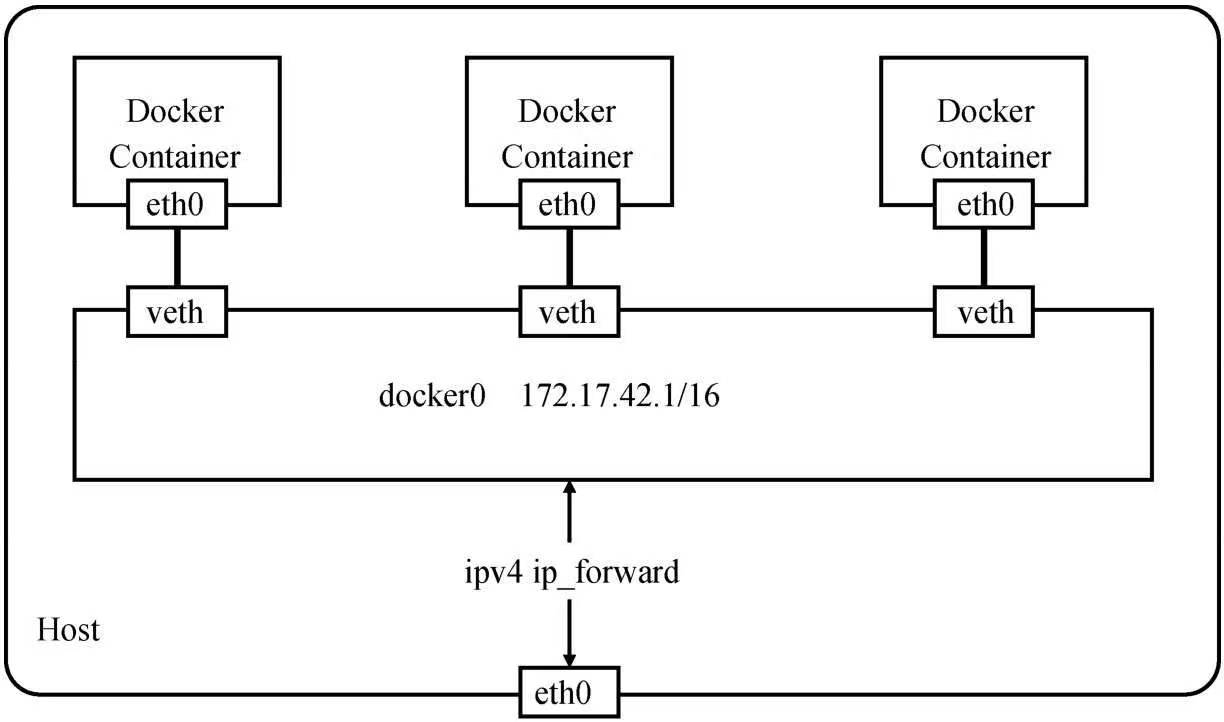 Docker
Container
eth0
Docker
Container
eth0
Docker
Container
eth0
veth
veth
veth
docker0 172.17.42.1/16
ipv4 ip_forward
Host
eth0